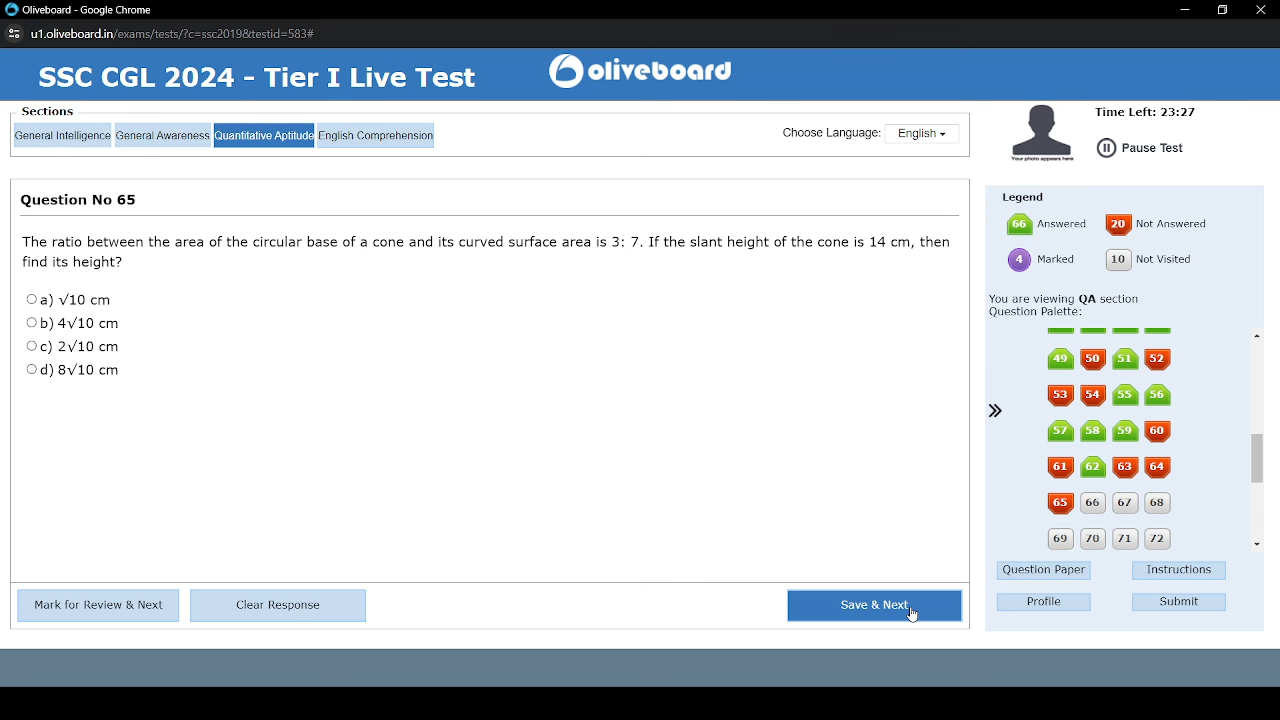 Oliveboard - Google Chrome
u1.oliveboard.in/exams/tests/?c=ssc2019&testid=583#
SSC CGL 2024 - Tier I Live Test
oliveboard
Sections
General Intelligence General Awareness Quantitative Aptitude English Comprehension
Choose Language: English
Your photo appears here
Time Left: 23:27
Pause Test
Question No 65
The ratio between the area of the circular base of a cone and its curved surface area is 3: 7. If the slant height of the cone is 14 cm, then
find its height?
a) √10 cm
b) 4√10 cm
c) 2√10 cm
d) 8√10 cm
Mark for Review & Next
Clear Response
Save & Next
Legend
66 Answered 20 Not Answered
4 Marked 10 Not Visited
You are viewing QA section
Question Palette:
49 50 51 52
53 54 55 56
57 58 59 60
61 62 63 64
65 66 67 68
69 70 71 72
Question Paper Instructions
Profile Submit